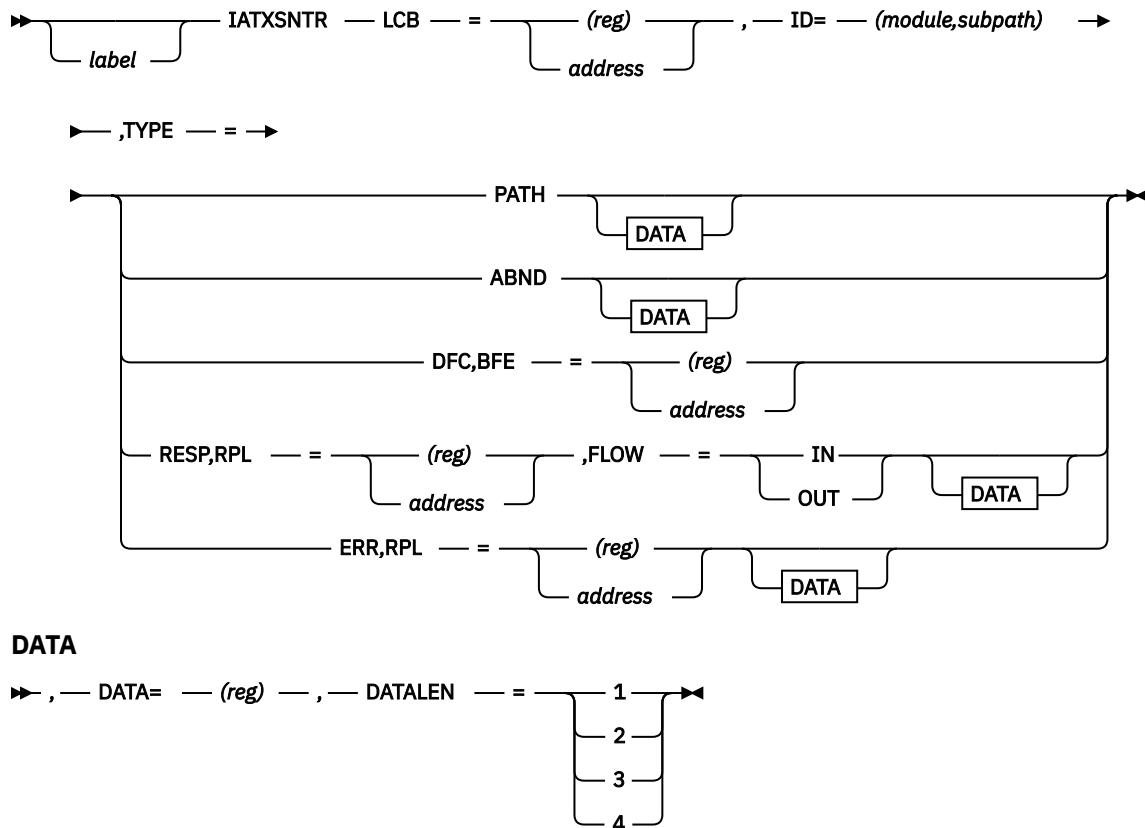 IATXSNTR LCB = (reg) , ID= (module,subpath)
label address
,TYPE =
PATH
DATA
ABND
DATA
DFC,BFE = (reg)
address
RESP,RPL = (reg) ,FLOW = IN
address OUT DATA
ERR,RPL = (reg)
address DATA
DATA
, DATA= (reg) , DATALEN = 1
2
3
4